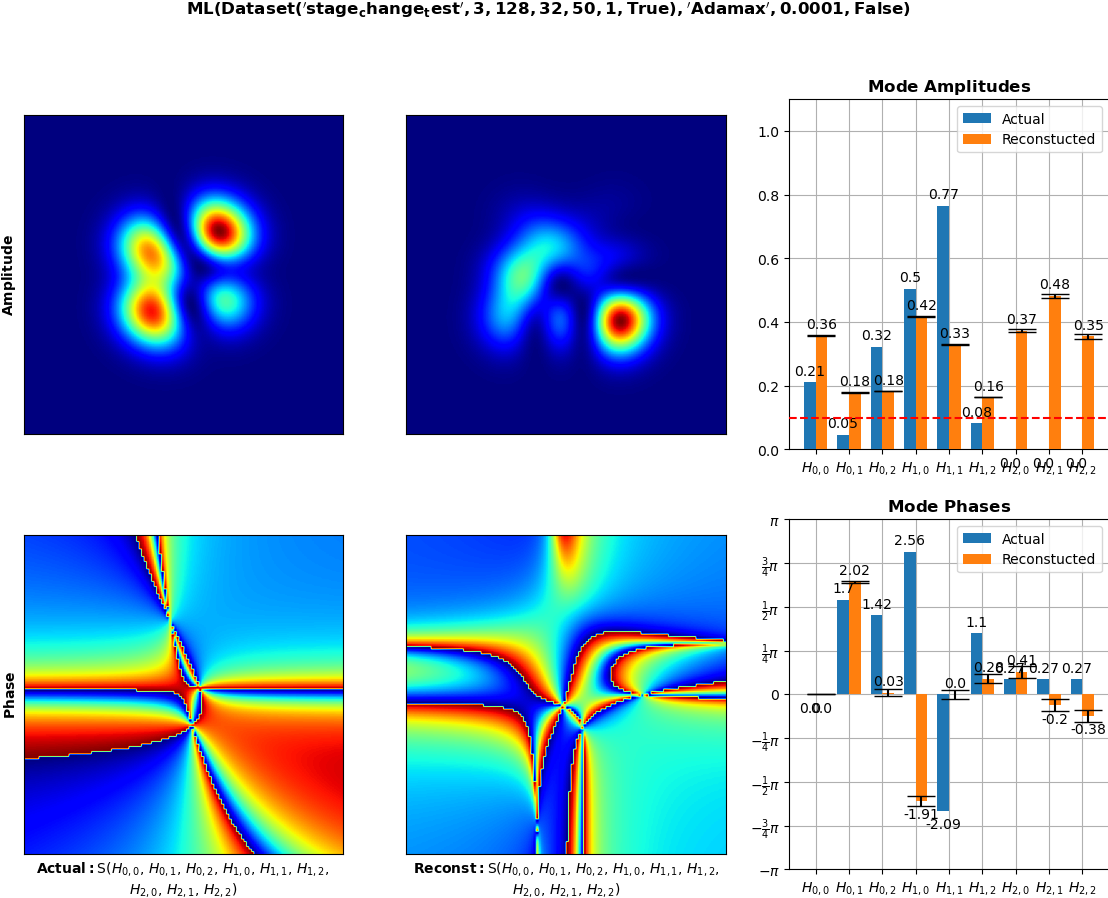 ML(Dataset('stage_change_test', 3, 128, 32, 50, 1, True), 'Adamax', 0.0001, False)
Amplitude
Mode Amplitudes
Actual
Reconstucted
1.0
0.8
0.6
0.4
0.2
0.0
0.21
0.36
0.05
0.18
0.32
0.18
0.5
0.42
0.77
0.33
0.08
0.16
0.0
0.37
0.0
0.48
0.0
0.35
H0,0 H0,1 H0,2 H1,0 H1,1 H1,2 H2,0 H2,1 H2,2
Phase
Mode Phases
Actual
Reconstucted
π
3/4π
1/2π
1/4π
0
−1/4π
−1/2π
−3/4π
−π
0.0
0.0
1.7
2.02
1.42
0.03
2.56
-1.91
-2.09
0.0
1.1
0.28
0.27
0.41
0.27
-0.2
0.27
-0.38
H0,0 H0,1 H0,2 H1,0 H1,1 H1,2 H2,0 H2,1 H2,2
Actual: S(H0,0, H0,1, H0,2, H1,0, H1,1, H1,2,
H2,0, H2,1, H2,2)
Reconst: S(H0,0, H0,1, H0,2, H1,0, H1,1, H1,2,
H2,0, H2,1, H2,2)